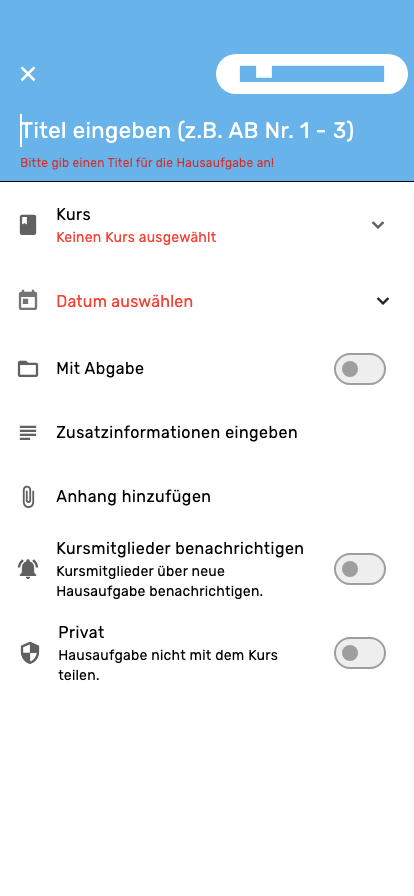 Titel eingeben (z.B. AB Nr. 1 - 3)
Bitte gib einen Titel für die Hausaufgabe an!
Kurs
Keinen Kurs ausgewählt
Datum auswählen
Mit Abgabe
Zusatzinformationen eingeben
Anhang hinzufügen
Kursmitglieder benachrichtigen
Kursmitglieder über neue
Hausaufgabe benachrichtigen.
Privat
Hausaufgabe nicht mit dem Kurs
teilen.